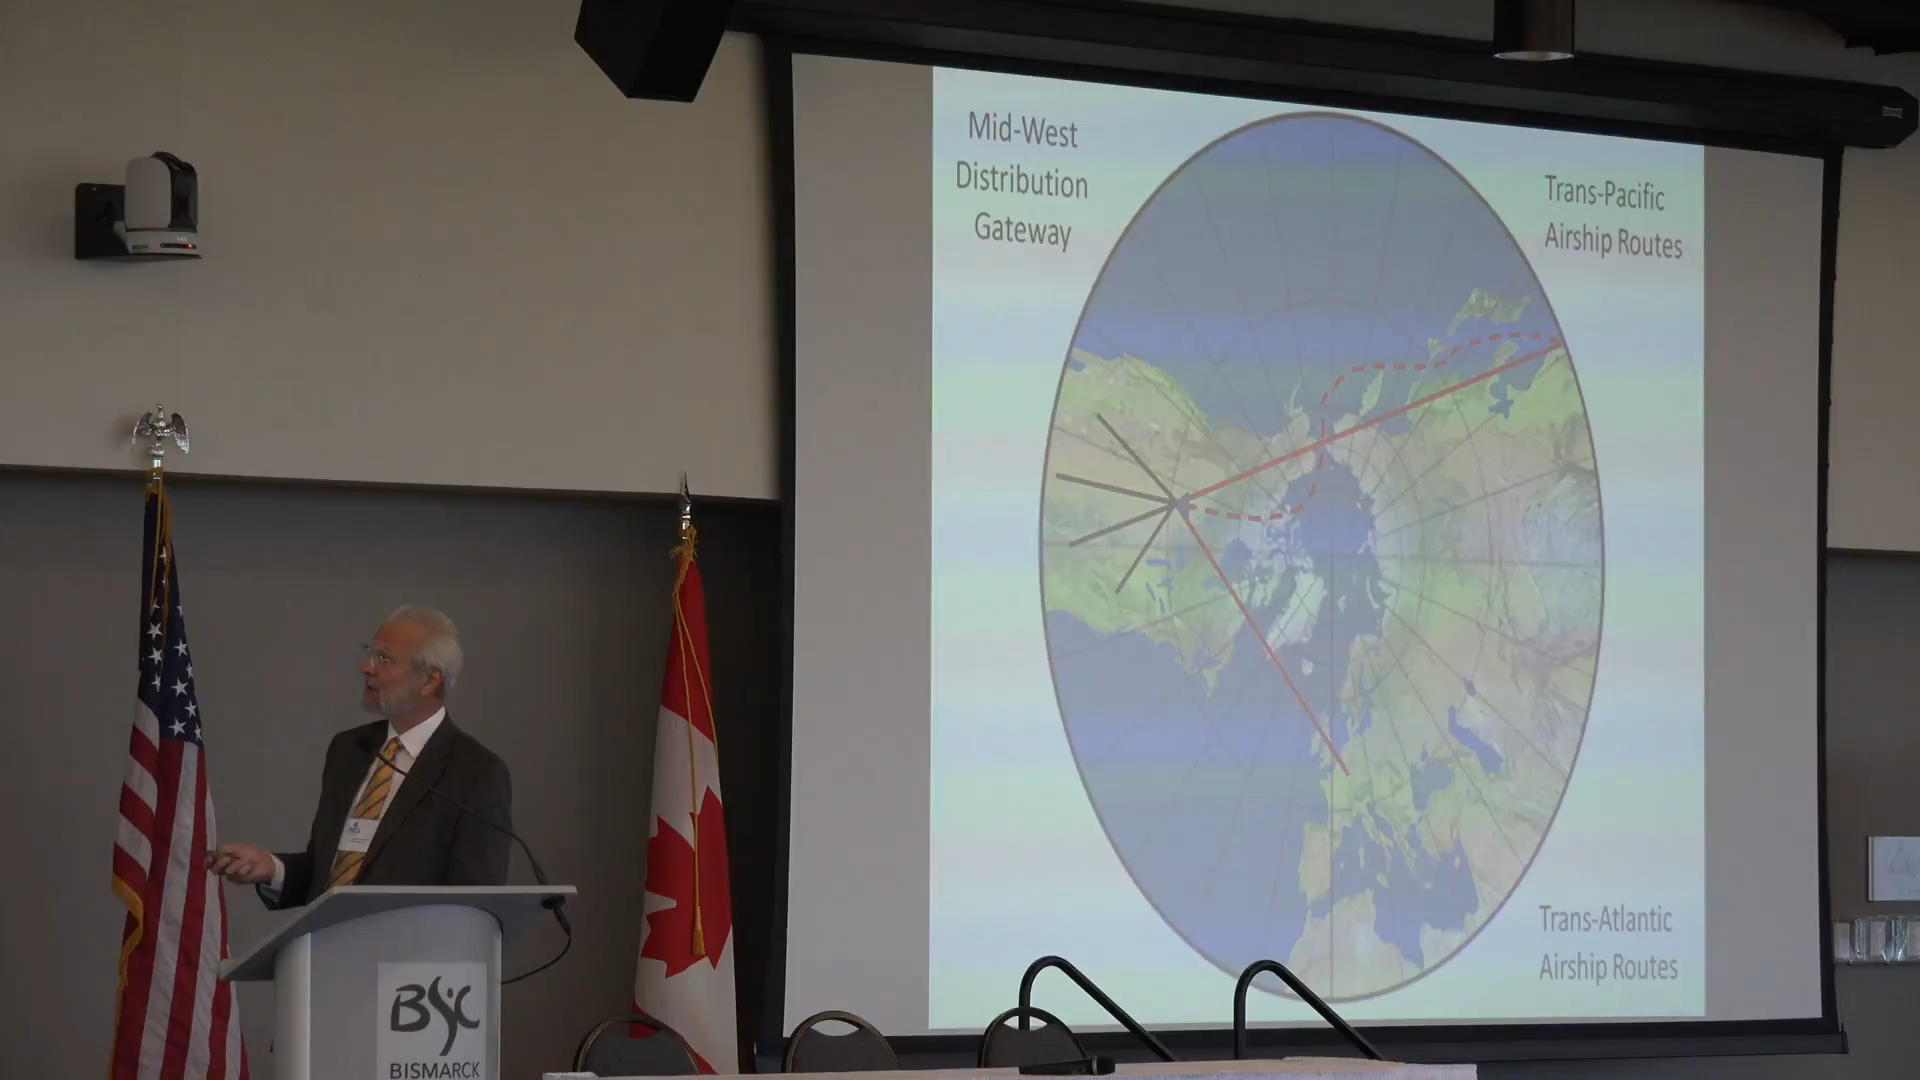 Mid-West
Distribution
Gateway
Trans-Pacific
Airship Routes
Trans-Atlantic
Airship Routes
BSC
BISMARCK